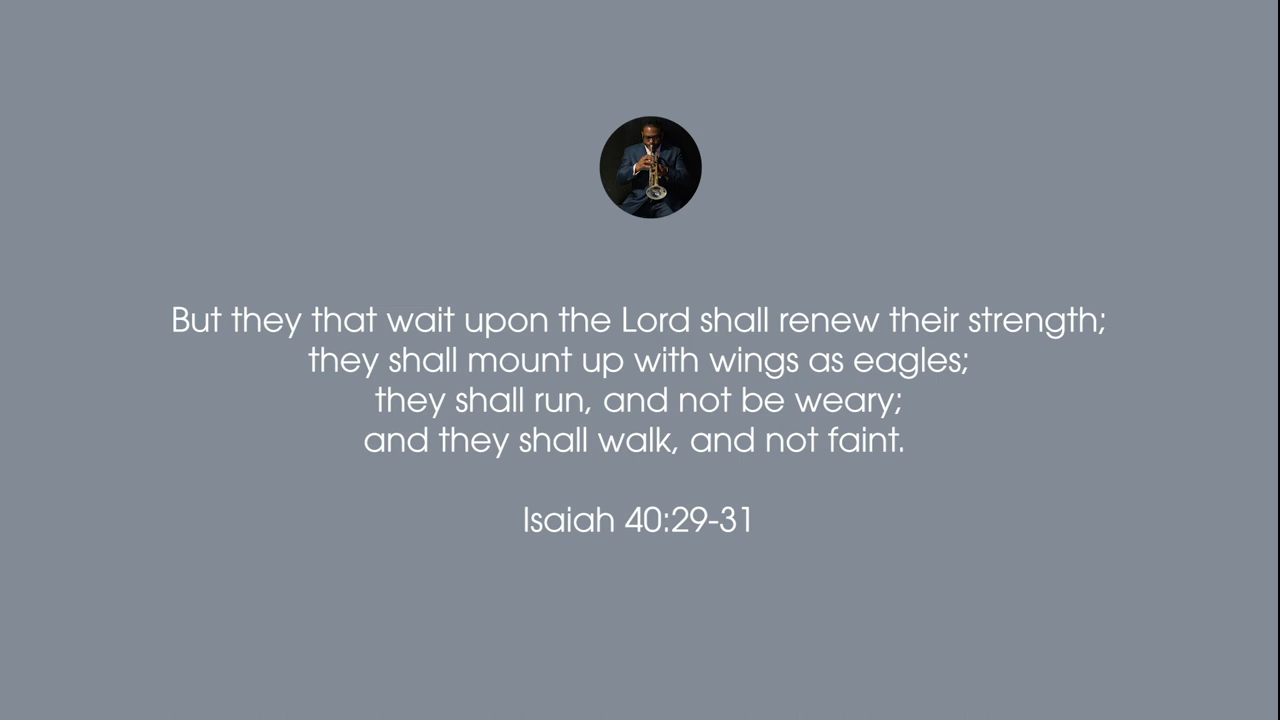 But they that wait upon the Lord shall renew their strength;
they shall mount up with wings as eagles;
they shall run, and not be weary;
and they shall walk, and not faint.
Isaiah 40:29-31